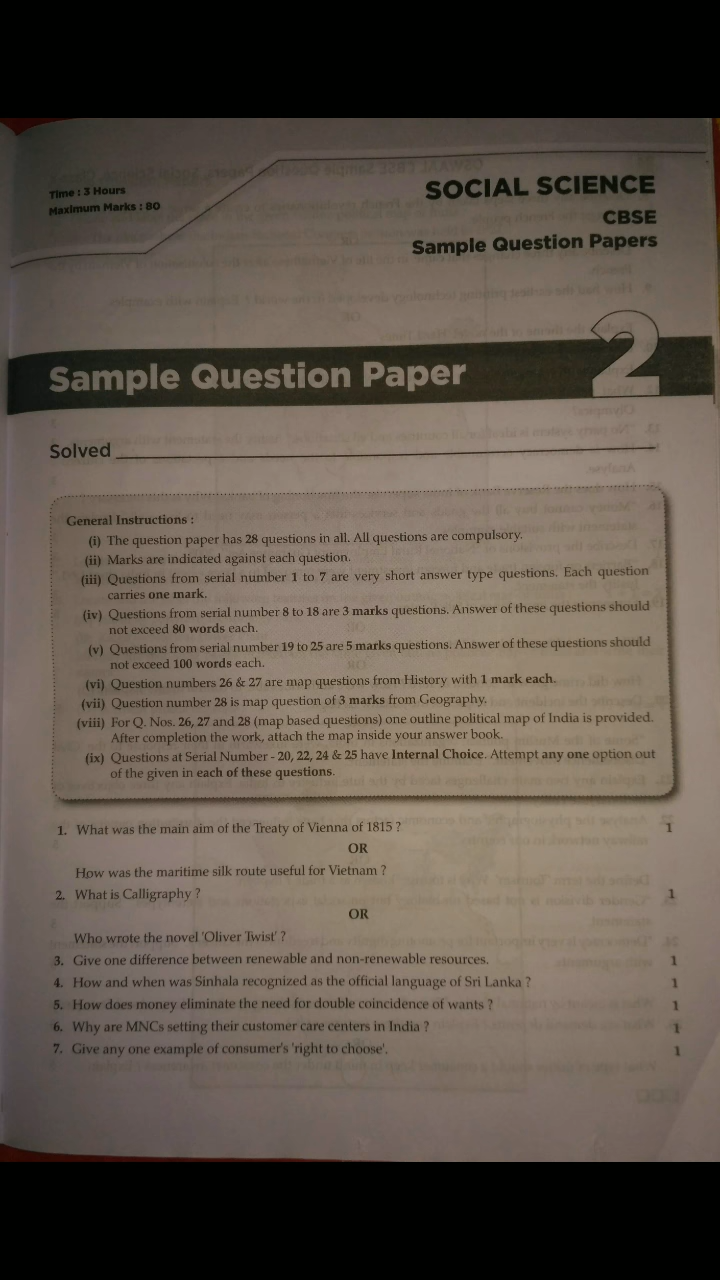 Time : 3 Hours
Maximum Marks : 80
SOCIAL SCIENCE
CBSE
Sample Question Papers
Sample Question Paper 2
Solved
General Instructions :
(i) The question paper has 28 questions in all. All questions are compulsory.
(ii) Marks are indicated against each question.
(iii) Questions from serial number 1 to 7 are very short answer type questions. Each question
carries one mark.
(iv) Questions from serial number 8 to 18 are 3 marks questions. Answer of these questions should
not exceed 80 words each.
(v) Questions from serial number 19 to 25 are 5 marks questions. Answer of these questions should
not exceed 100 words each.
(vi) Question numbers 26 & 27 are map questions from History with 1 mark each.
(vii) Question number 28 is map question of 3 marks from Geography.
(viii) For Q. Nos. 26, 27 and 28 (map based questions) one outline political map of India is provided.
After completion the work, attach the map inside your answer book.
(ix) Questions at Serial Number - 20, 22, 24 & 25 have Internal Choice. Attempt any one option out
of the given in each of these questions.
1. What was the main aim of the Treaty of Vienna of 1815 ? 1
OR
How was the maritime silk route useful for Vietnam ?
2. What is Calligraphy ? 1
OR
Who wrote the novel 'Oliver Twist' ?
3. Give one difference between renewable and non-renewable resources. 1
4. How and when was Sinhala recognized as the official language of Sri Lanka ? 1
5. How does money eliminate the need for double coincidence of wants ? 1
6. Why are MNCs setting their customer care centers in India ? 1
7. Give any one example of consumer's 'right to choose'. 1